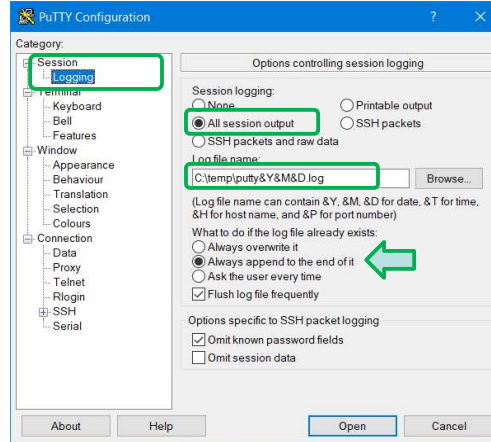 PuTTY Configuration
?
×
Category:
Session
Logging
Terminal
Keyboard
Bell
Features
Window
Appearance
Behaviour
Translation
Selection
Colours
Connection
Data
Proxy
Telnet
Rlogin
SSH
Serial
Options controlling session logging
Session logging:
None Printable output
All session output SSH packets
SSH packets and raw data
Log file name:
C:\temp\putty&Y&M&D.log Browse...
(Log file name can contain &Y, &M, &D for date, &T for time,
&H for host name, and &P for port number)
What to do if the log file already exists:
Always overwrite it
Always append to the end of it
Ask the user every time
Flush log file frequently
Options specific to SSH packet logging
Omit known password fields
Omit session data
About Help Open Cancel